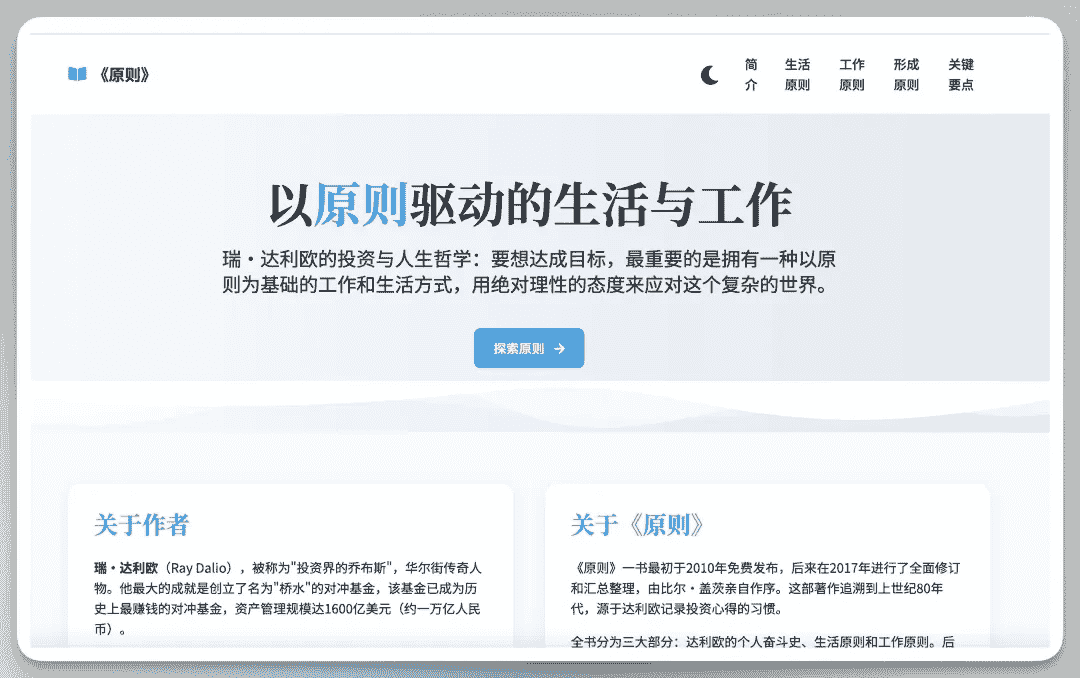 《原则》
简介
生活原则
工作原则
形成原则
关键要点
以原则驱动的生活与工作
瑞·达利欧的投资与人生哲学：要想达成目标，最重要的是拥有一种以原
则为基础的工作和生活方式，用绝对理性的态度来应对这个复杂的世界。
探索原则 →
关于作者
瑞·达利欧（Ray Dalio），被称为"投资界的乔布斯"，华尔街传奇人
物。他最大的成就是创立了名为"桥水"的对冲基金，该基金已成为历
史上最赚钱的对冲基金，资产管理规模达1600亿美元（约一万亿人民
币）。
关于《原则》
《原则》一书最初于2010年免费发布，后来在2017年进行了全面修订
和汇总整理，由比尔·盖茨亲自作序。这部著作追溯到上世纪80年
代，源于达利欧记录投资心得的习惯。
全书分为三大部分：达利欧的个人奋斗史、生活原则和工作原则。后